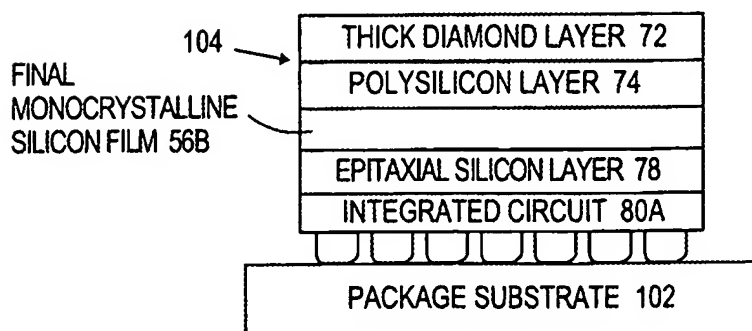 104
THICK DIAMOND LAYER 72
FINAL
MONOCRYSTALLINE
SILICON FILM 56B
POLYSILICON LAYER 74
EPITAXIAL SILICON LAYER 78
INTEGRATED CIRCUIT 80A
PACKAGE SUBSTRATE 102